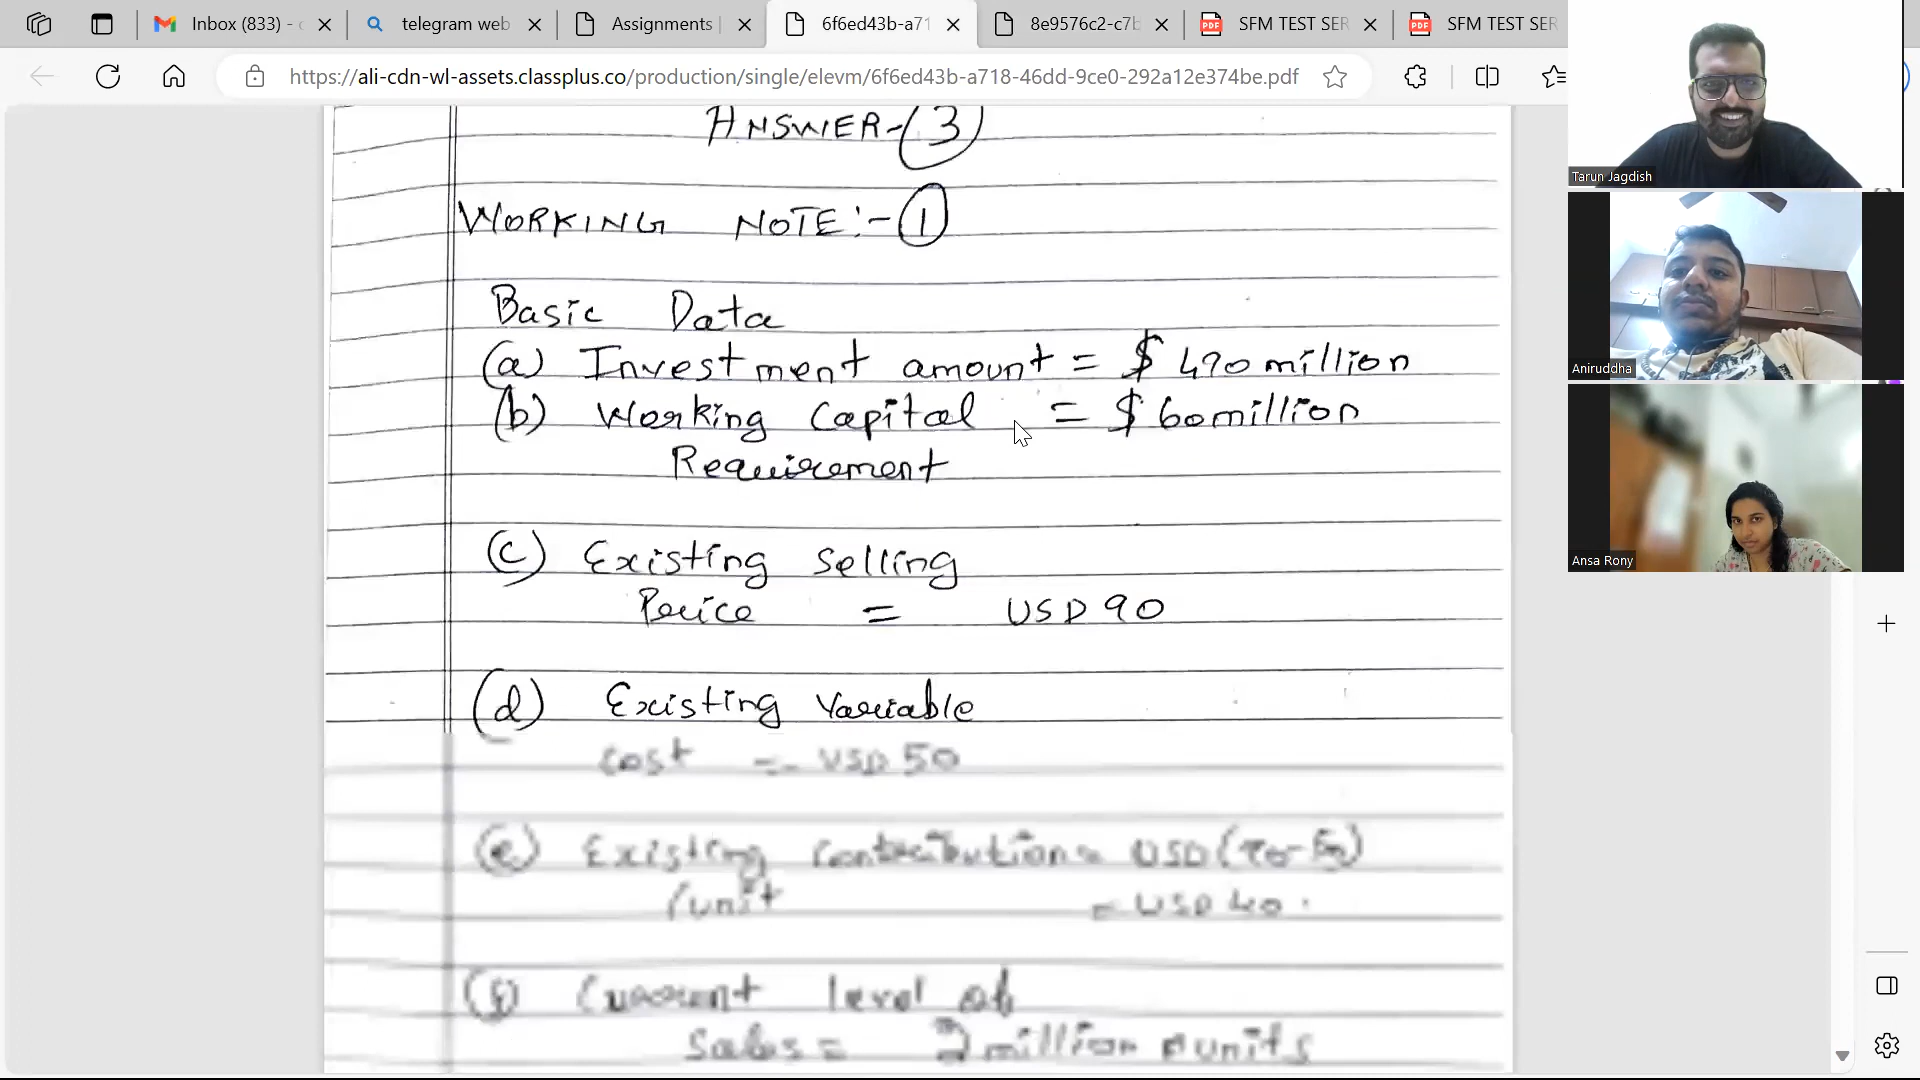 Inbox (833) - c
telegram web
Assignments |
6f6ed43b-a71
8e9576c2-c7b
SFM TEST SER
SFM TEST SER
https://ali-cdn-wl-assets.classplus.co/production/single/elevm/6f6ed43b-a718-46dd-9ce0-292a12e374be.pdf
ANSWER-(3)
WORKING NOTE:- (1)
Basic Data
(a) Investment amount = $ 490 million
(b) Working Capital = $ 60 million
Requirement
(c) Existing Selling
Price = USD 90
(d) Existing Variable
cost = USD 50
(e) Existing contribution = USD (90-50)
/unit = USD 40.
(f) Current level of
Sales = 2 million units
Tarun Jagdish
Aniruddha
Ansa Rony